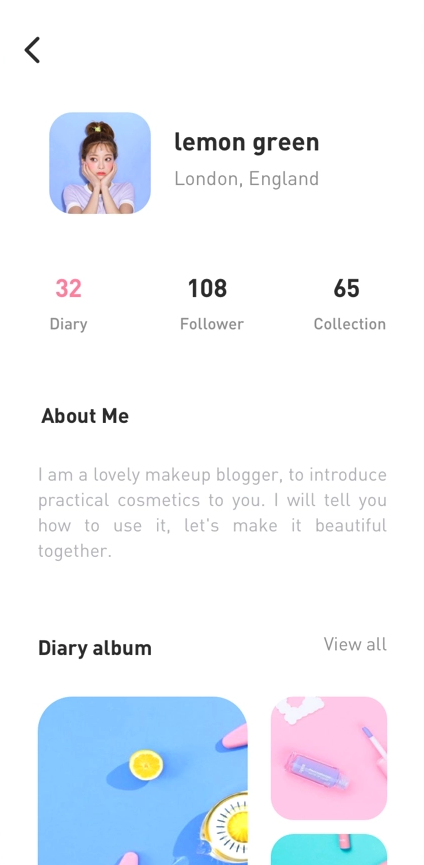 lemon green
London, England
32
108
65
Diary
Follower
Collection
About Me
I am a lovely makeup blogger, to introduce
practical cosmetics to you. I will tell you
how to use it, let's make it beautiful
together.
Diary album
View all